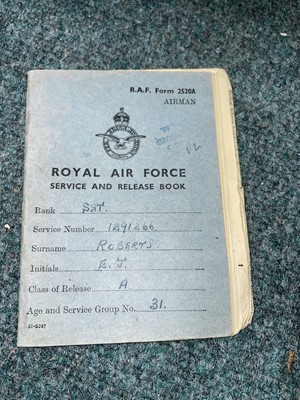 R.A.F. Form 2520A
AIRMAN
ROYAL AIR FORCE
SERVICE AND RELEASE BOOK
Rank SGT.
Service Number 1291266
Surname ROBERTS
Initials E. J.
Class of Release A
Age and Service Group No. 31.